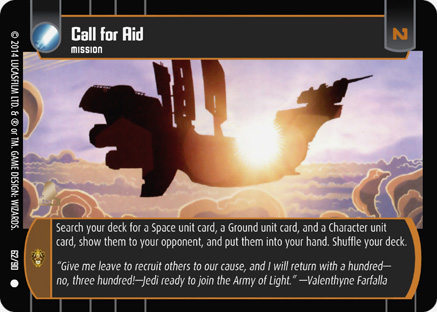 Call for Aid
MISSION
N
Search your deck for a Space unit card, a Ground unit card, and a Character unit
card, show them to your opponent, and put them into your hand. Shuffle your deck.
“Give me leave to recruit others to our cause, and I will return with a hundred—
no, three hundred!—Jedi ready to join the Army of Light.” —Valenthyne Farfalla
© 2014 LUCASFILM LTD. & ® or TM. GAME DESIGN: WIZARDS.
62/90